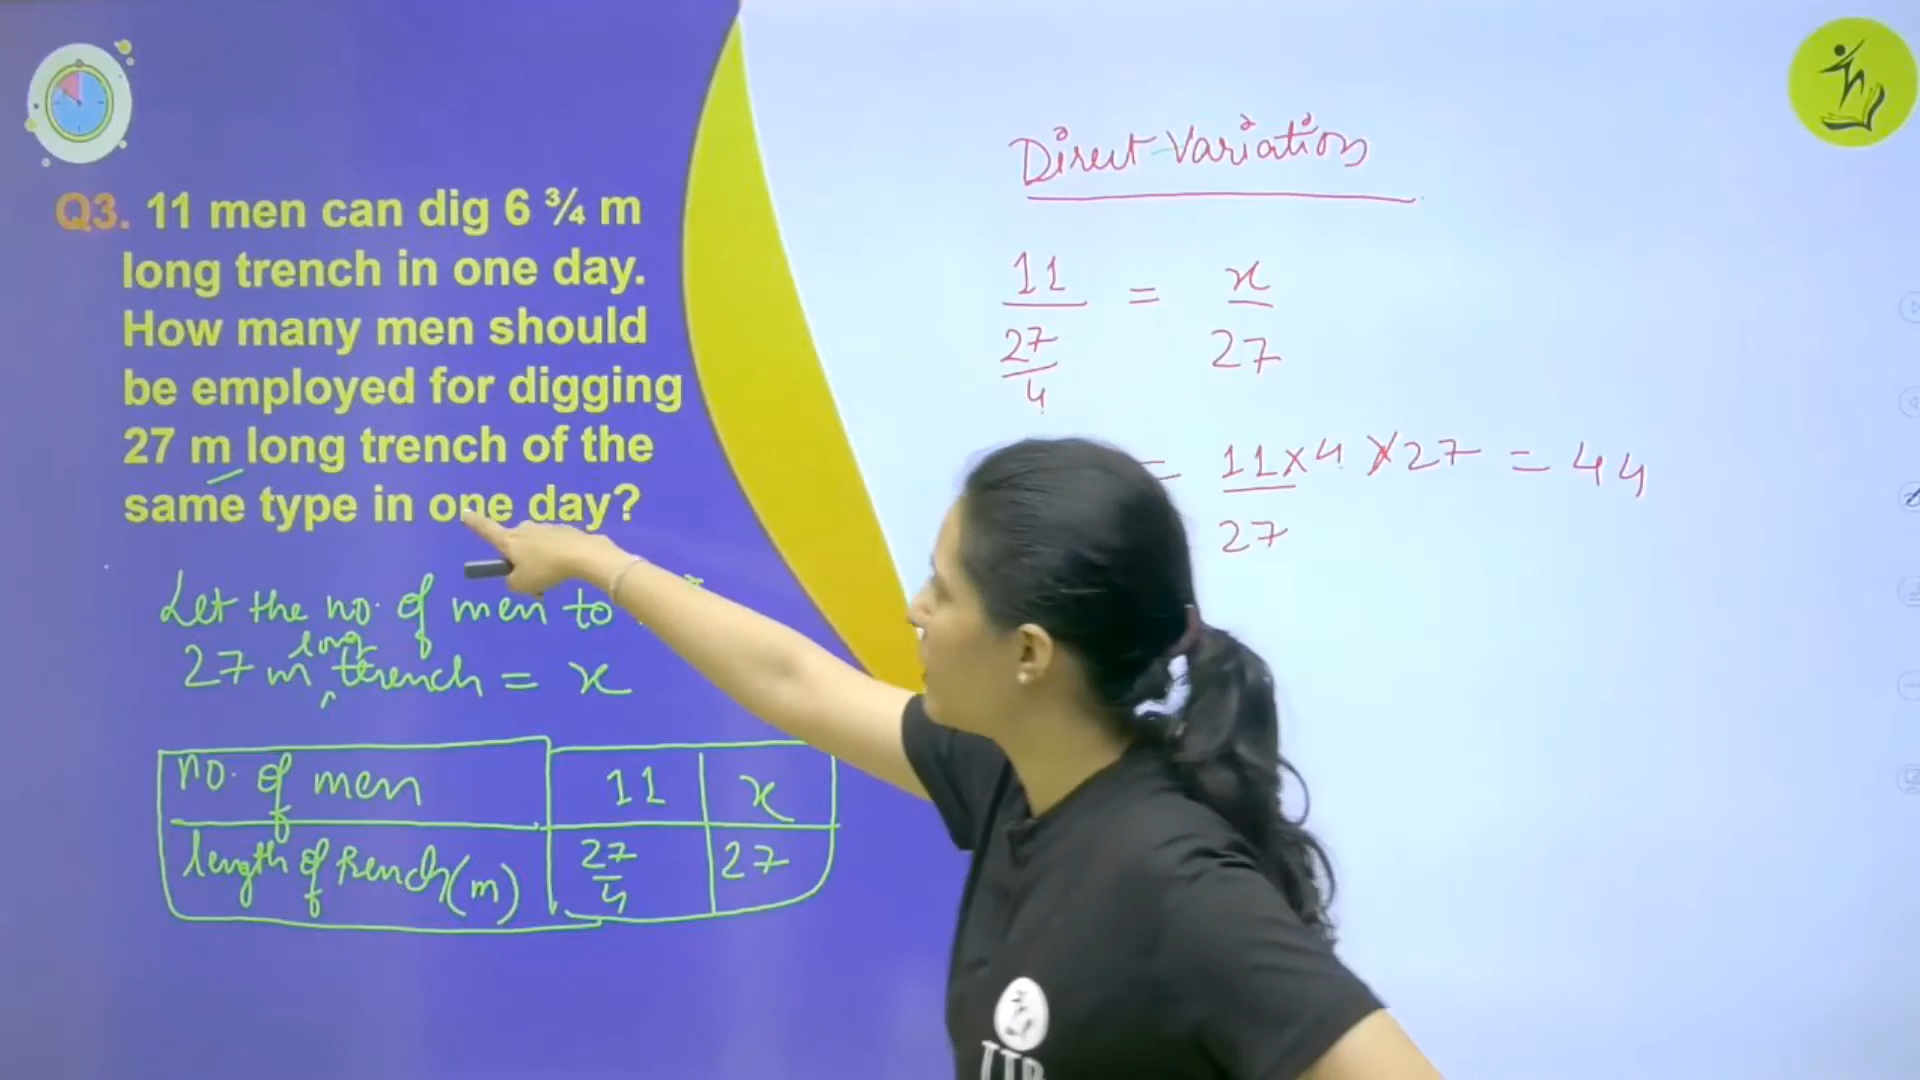 Q3. 11 men can dig 6 ¾ m
long trench in one day.
How many men should
be employed for digging
27 m long trench of the
same type in one day?
Let the no. of men to
27 m long trench = x
no. of men 11 x
length of trench (m) 27/4 27
Direct Variation
11/(27/4) = x/27
= 11x4/27 x 27 = 44